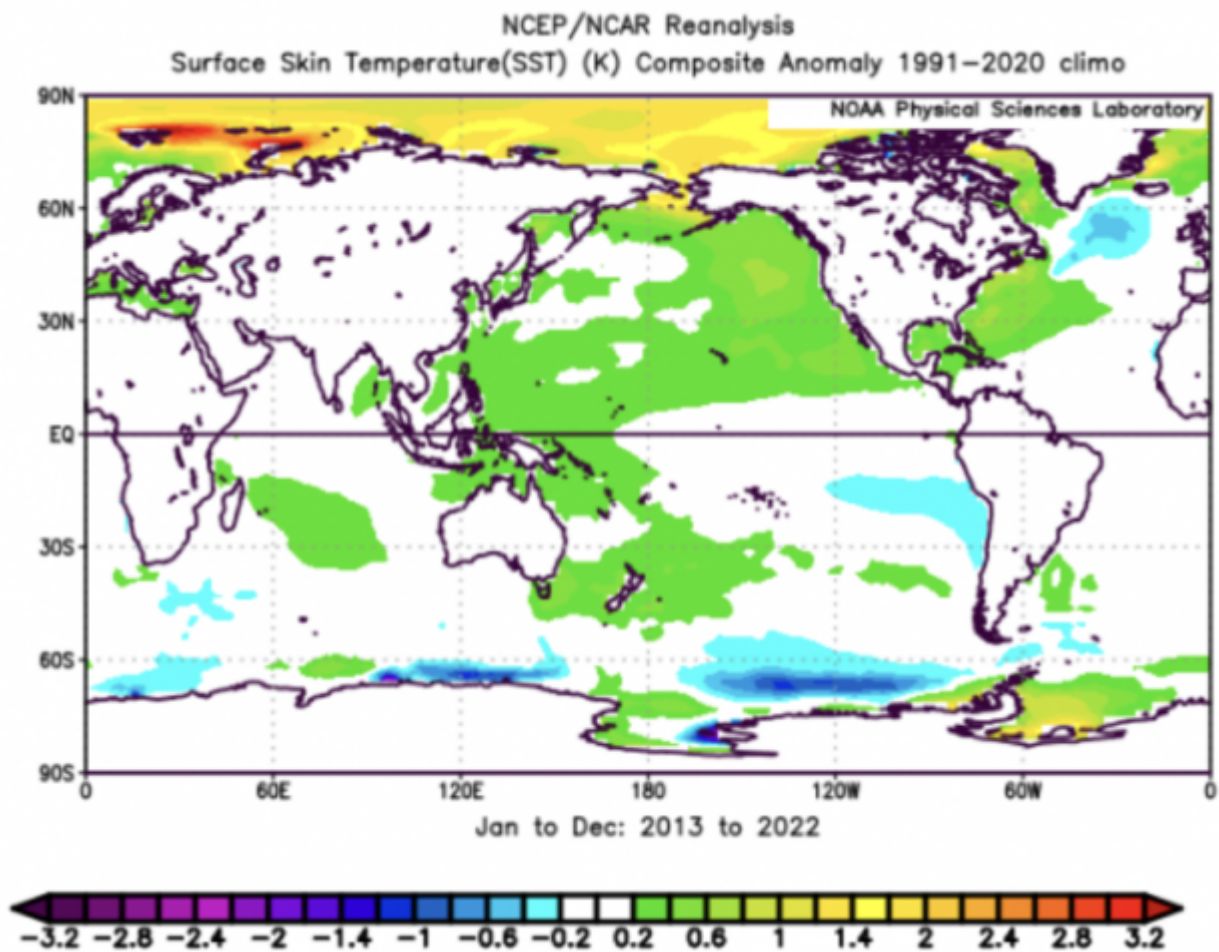 NCEP/NCAR Reanalysis
Surface Skin Temperature(SST) (K) Composite Anomaly 1991-2020 climo
NOAA Physical Sciences Laboratory
90N
60N
30N
EQ
30S
60S
90S
0 60E 120E 180 120W 60W 0
Jan to Dec: 2013 to 2022
-3.2 -2.8 -2.4 -2 -1.4 -1 -0.6 -0.2 0.2 0.6 1 1.4 2 2.4 2.8 3.2